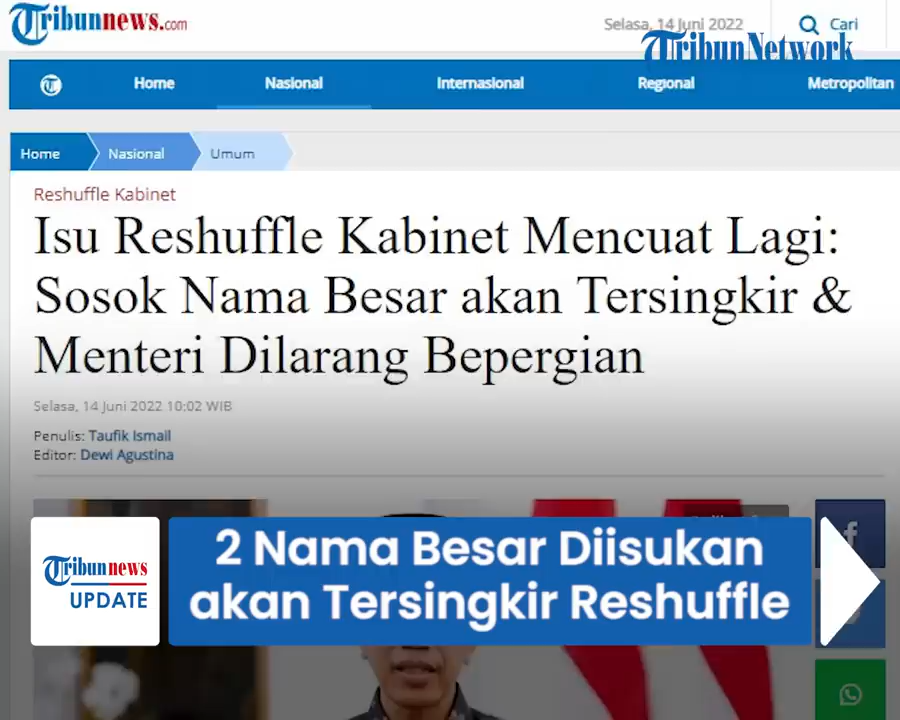 Tribunnews.com
Selasa, 14 Juni 2022
Cari
TribunNetwork
Home
Nasional
Internasional
Regional
Metropolitan
Home
Nasional
Umum
Reshuffle Kabinet
Isu Reshuffle Kabinet Mencuat Lagi:
Sosok Nama Besar akan Tersingkir &
Menteri Dilarang Bepergian
Selasa, 14 Juni 2022 10:02 WIB
Penulis: Taufik Ismail
Editor: Dewi Agustina
Tribunnews
UPDATE
2 Nama Besar Diisukan
akan Tersingkir Reshuffle